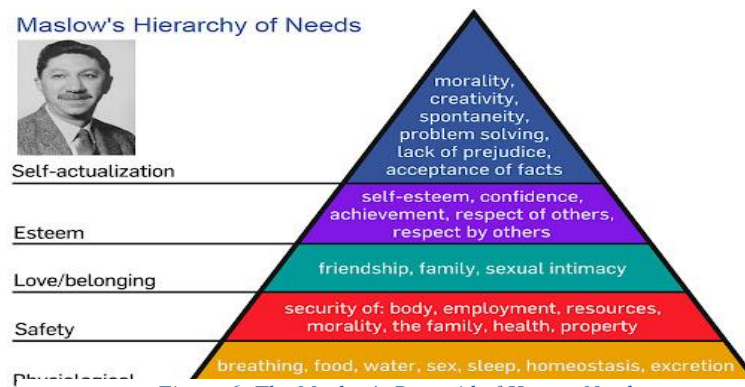 Maslow's Hierarchy of Needs
morality,
creativity,
spontaneity,
problem solving,
lack of prejudice,
acceptance of facts
Self-actualization
self-esteem, confidence,
achievement, respect of others,
respect by others
Esteem
friendship, family, sexual intimacy
Love/belonging
security of: body, employment, resources,
morality, the family, health, property
Safety
breathing, food, water, sex, sleep, homeostasis, excretion
Physiological